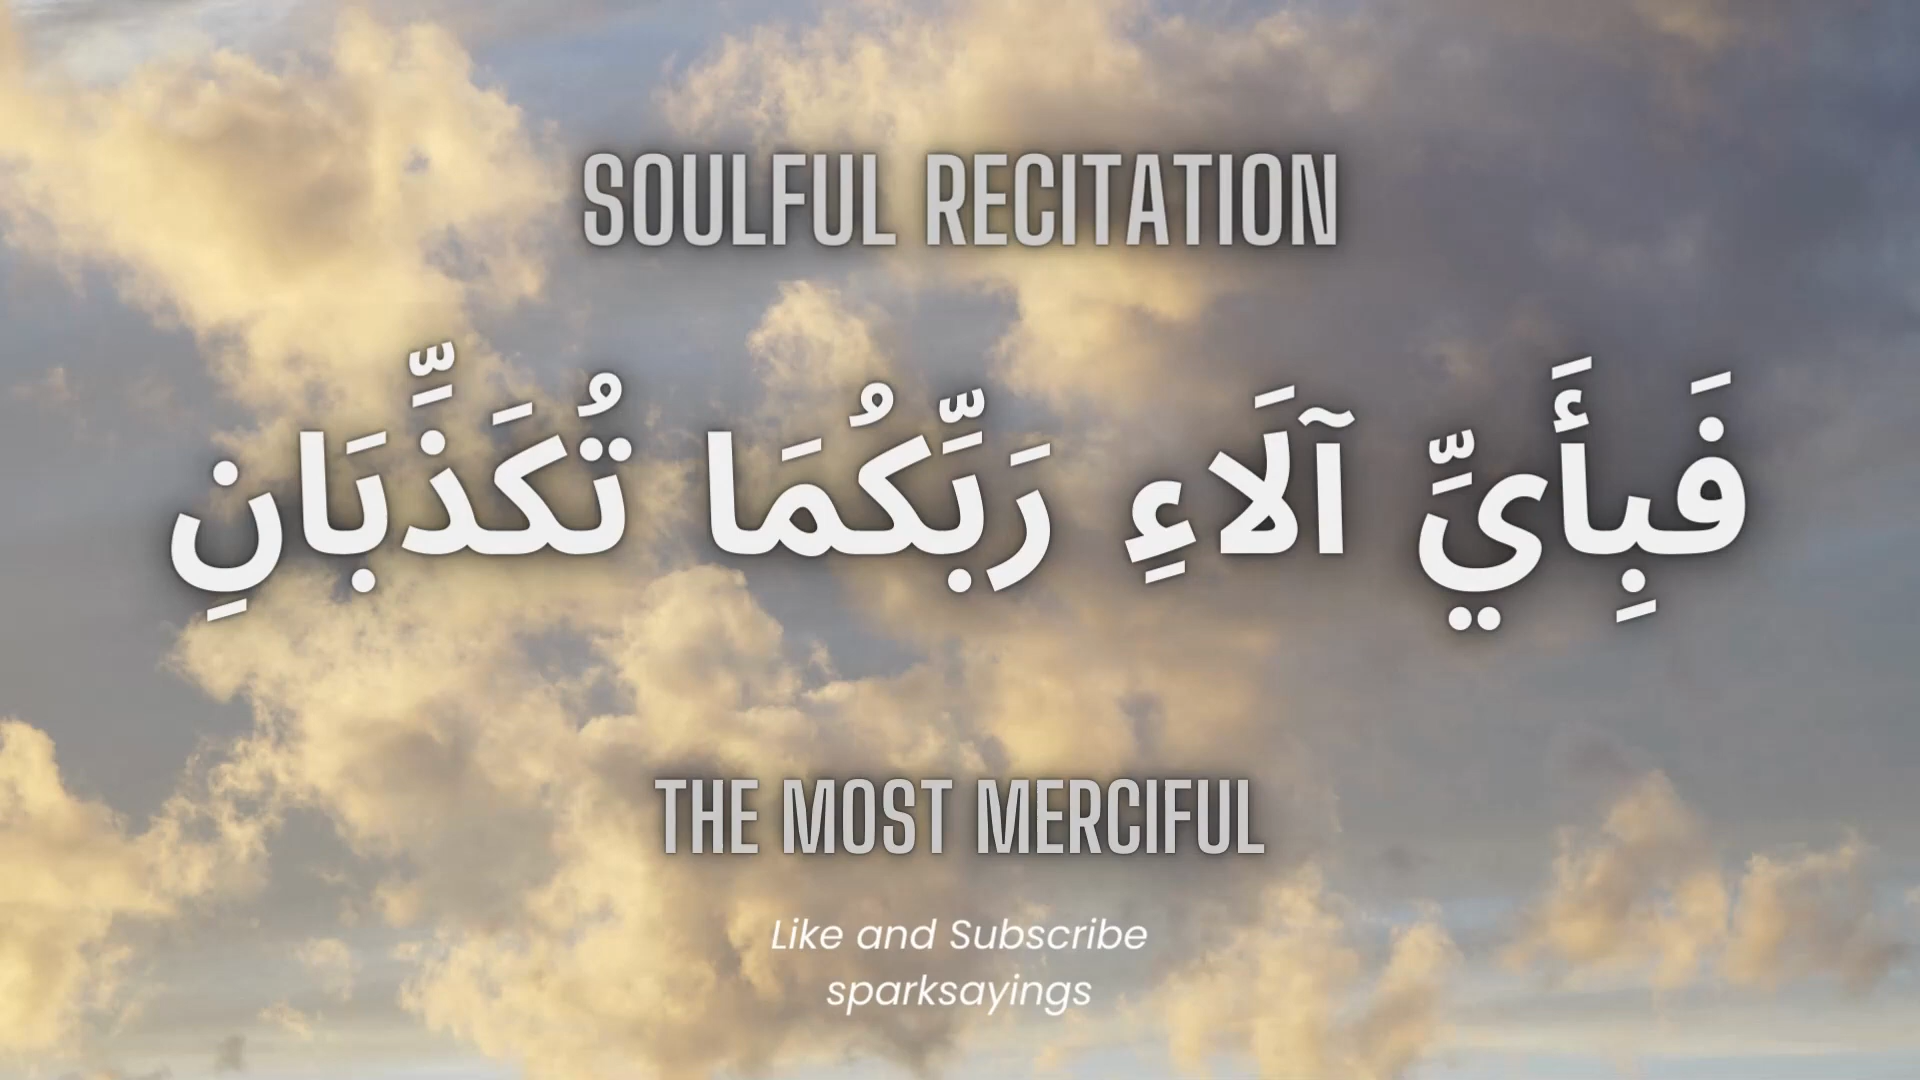 SOULFUL RECITATION
فَبِأَيِّ آلَاءِ رَبِّكُمَا تُكَذِّبَانِ
THE MOST MERCIFUL
Like and Subscribe
sparksayings